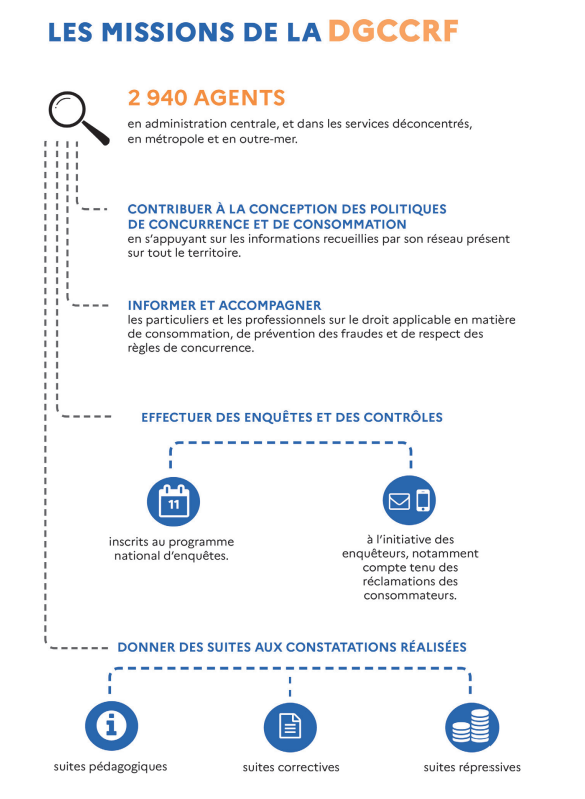 LES MISSIONS DE LA DGCCRF
2 940 AGENTS
en administration centrale, et dans les services déconcentrés,
en métropole et en outre-mer.
CONTRIBUER À LA CONCEPTION DES POLITIQUES
DE CONCURRENCE ET DE CONSOMMATION
en s'appuyant sur les informations recueillies par son réseau présent
sur tout le territoire.
INFORMER ET ACCOMPAGNER
les particuliers et les professionnels sur le droit applicable en matière
de consommation, de prévention des fraudes et de respect des
règles de concurrence.
EFFECTUER DES ENQUÊTES ET DES CONTRÔLES
11
inscrits au programme
national d'enquêtes.
à l'initiative des
enquêteurs, notamment
compte tenu des
réclamations des
consommateurs.
DONNER DES SUITES AUX CONSTATATIONS RÉALISÉES
suites pédagogiques
suites correctives
suites répressives